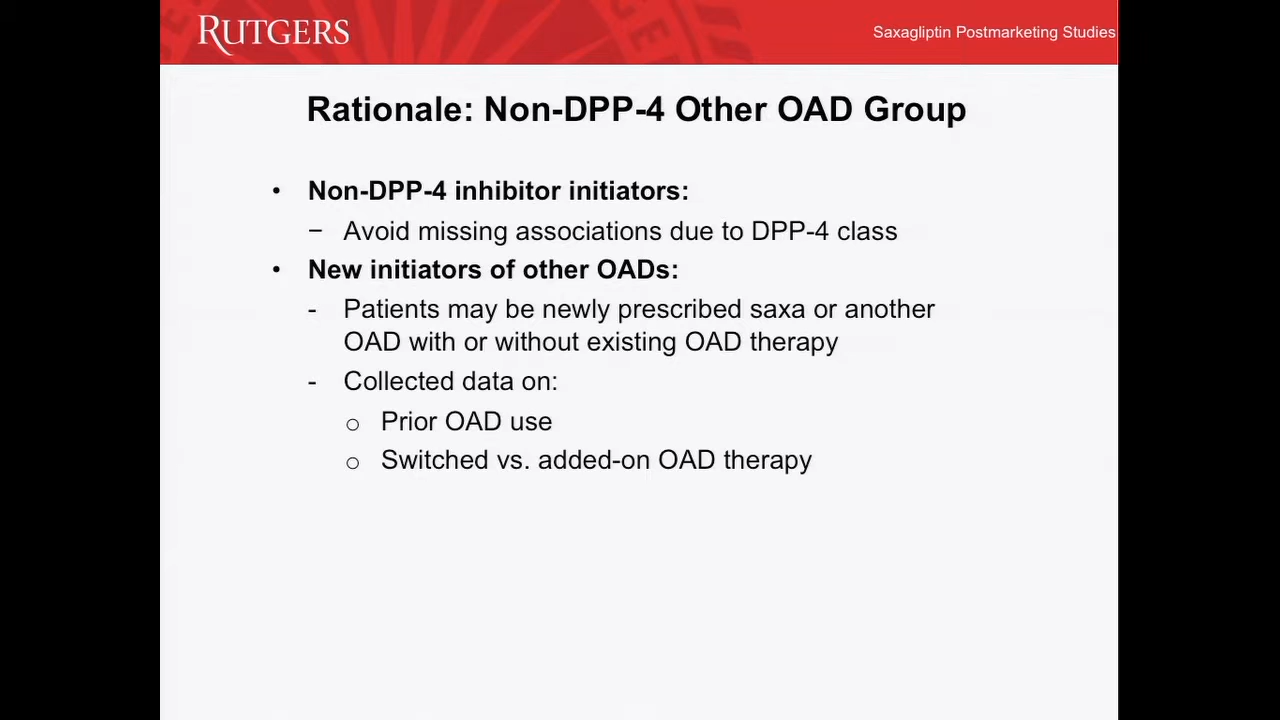 RUTGERS
Saxagliptin Postmarketing Studies
Rationale: Non-DPP-4 Other OAD Group
• Non-DPP-4 inhibitor initiators:
− Avoid missing associations due to DPP-4 class
• New initiators of other OADs:
- Patients may be newly prescribed saxa or another
OAD with or without existing OAD therapy
- Collected data on:
o Prior OAD use
o Switched vs. added-on OAD therapy